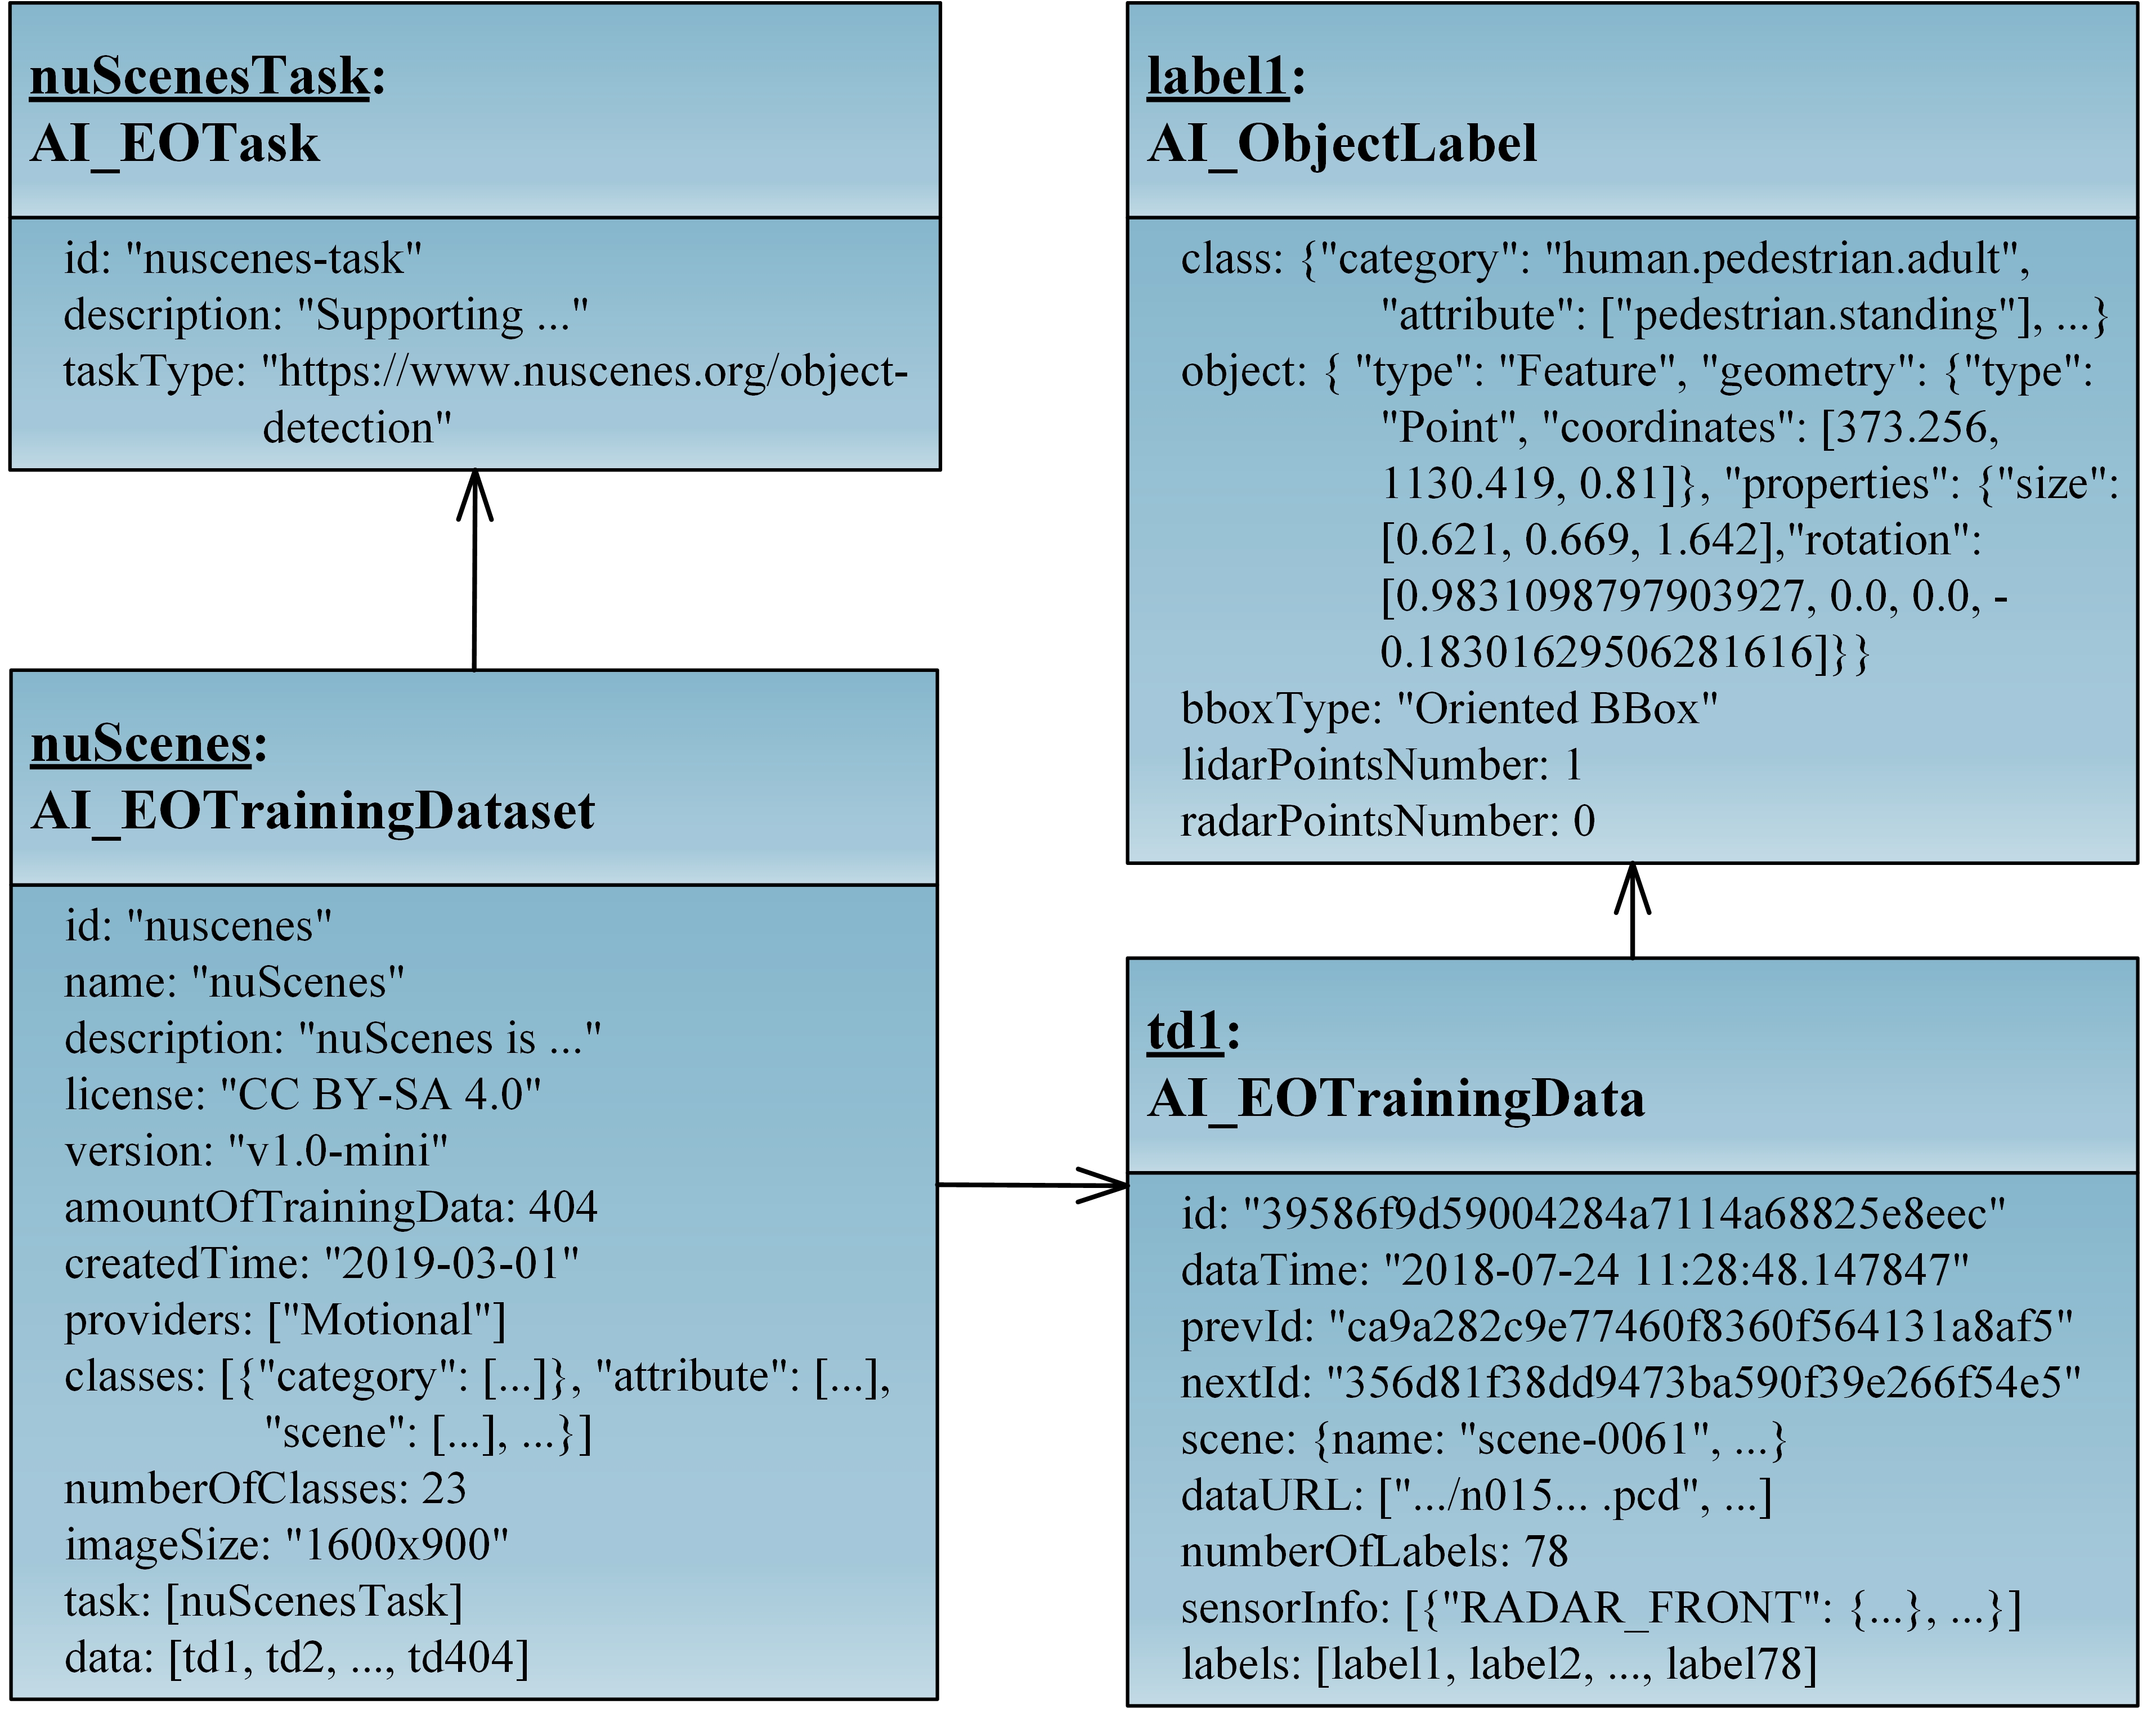 nuScenesTask:
AI_EOTask
id: "nuscenes-task"
description: "Supporting ..."
taskType: "https://www.nuscenes.org/object-
detection"
nuScenes:
AI_EOTrainingDataset
id: "nuscenes"
name: "nuScenes"
description: "nuScenes is ..."
license: "CC BY-SA 4.0"
version: "v1.0-mini"
amountOfTrainingData: 404
createdTime: "2019-03-01"
providers: ["Motional"]
classes: [{"category": [...]}, "attribute": [...],
"scene": [...], ...}]
numberOfClasses: 23
imageSize: "1600x900"
task: [nuScenesTask]
data: [td1, td2, ..., td404]
label1:
AI_ObjectLabel
class: {"category": "human.pedestrian.adult",
"attribute": ["pedestrian.standing"], ...}
object: { "type": "Feature", "geometry": {"type":
"Point", "coordinates": [373.256,
1130.419, 0.81]}, "properties": {"size":
[0.621, 0.669, 1.642],"rotation":
[0.9831098797903927, 0.0, 0.0, -
0.18301629506281616]}}
bboxType: "Oriented BBox"
lidarPointsNumber: 1
radarPointsNumber: 0
td1:
AI_EOTrainingData
id: "39586f9d59004284a7114a68825e8eec"
dataTime: "2018-07-24 11:28:48.147847"
prevId: "ca9a282c9e77460f8360f564131a8af5"
nextId: "356d81f38dd9473ba590f39e266f54e5"
scene: {name: "scene-0061", ...}
dataURL: [".../n015... .pcd", ...]
numberOfLabels: 78
sensorInfo: [{"RADAR_FRONT": {...}, ...}]
labels: [label1, label2, ..., label78]